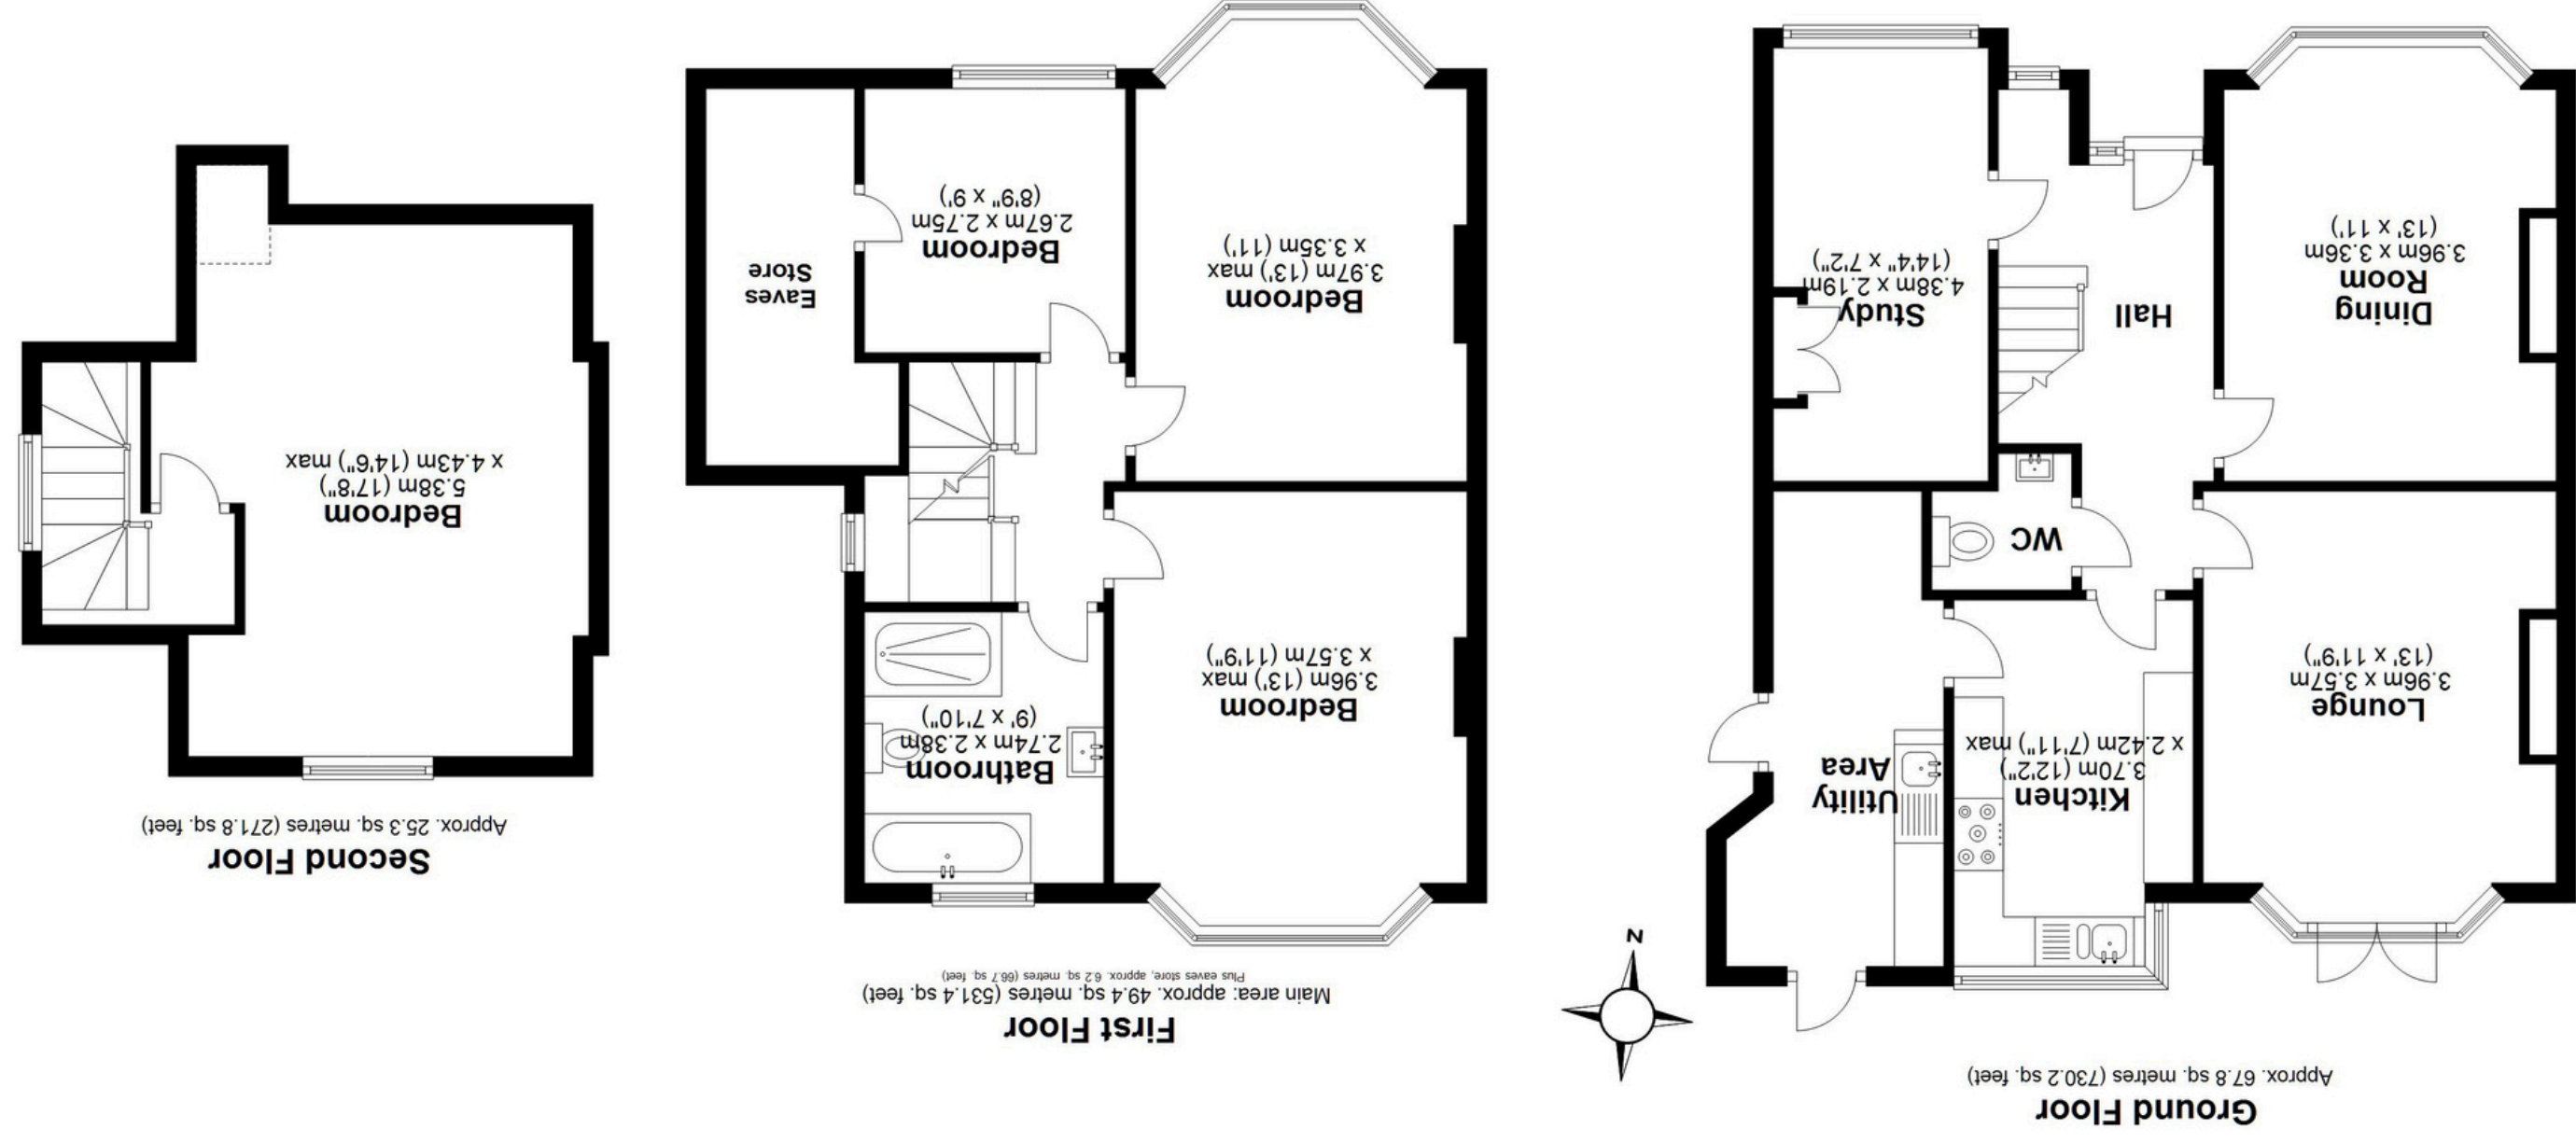 Ground Floor
Approx. 67.8 sq. metres (730.2 sq. feet)
Lounge
3.96m x 3.57m
(13' x 11'9")
Kitchen
3.70m (12'2")
x 2.42m (7'11") max
Utility
Area
WC
Dining
Room
3.96m x 3.36m
(13' x 11')
Hall
Study
4.38m x 2.19m
(14'4" x 7'2")
N
First Floor
Main area: approx. 49.4 sq. metres (531.4 sq. feet)
Plus eaves store, approx. 6.2 sq. metres (66.7 sq. feet)
Bedroom
3.96m (13') max
x 3.57m (11'9")
Bathroom
2.74m x 2.38m
(9' x 7'10")
Bedroom
3.97m (13') max
x 3.35m (11')
Bedroom
2.67m x 2.75m
(8'9" x 9')
Eaves
Store
Second Floor
Approx. 25.3 sq. metres (271.8 sq. feet)
Bedroom
5.38m (17'8")
x 4.43m (14'6") max